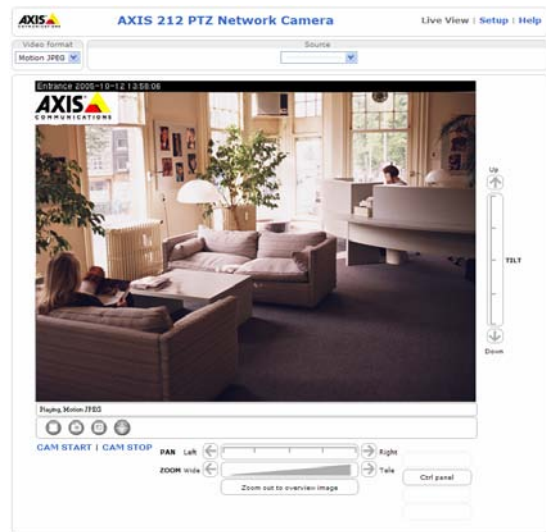 AXIS COMMUNICATIONS
AXIS 212 PTZ Network Camera
Live View | Setup | Help
Video format
Source
Motion JPEG
Entrance 2005-10-12 13:58:06
AXIS
COMMUNICATIONS
Up
TILT
Down
Playing, Motion JPEG
CAM START | CAM STOP
PAN Left Right
ZOOM Wide Tele
Ctrl panel
Zoom out to overview image